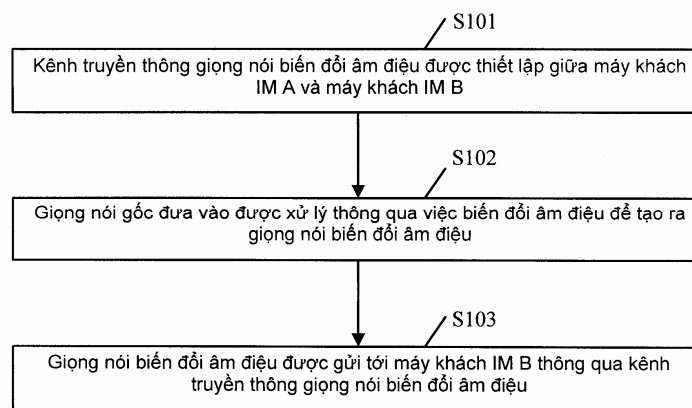 S101
Kênh truyền thông giọng nói biến đổi âm điệu được thiết lập giữa máy khách
IM A và máy khách IM B
S102
Giọng nói gốc đưa vào được xử lý thông qua việc biến đổi âm điệu để tạo ra
giọng nói biến đổi âm điệu
S103
Giọng nói biến đổi âm điệu được gửi tới máy khách IM B thông qua kênh
truyền thông giọng nói biến đổi âm điệu